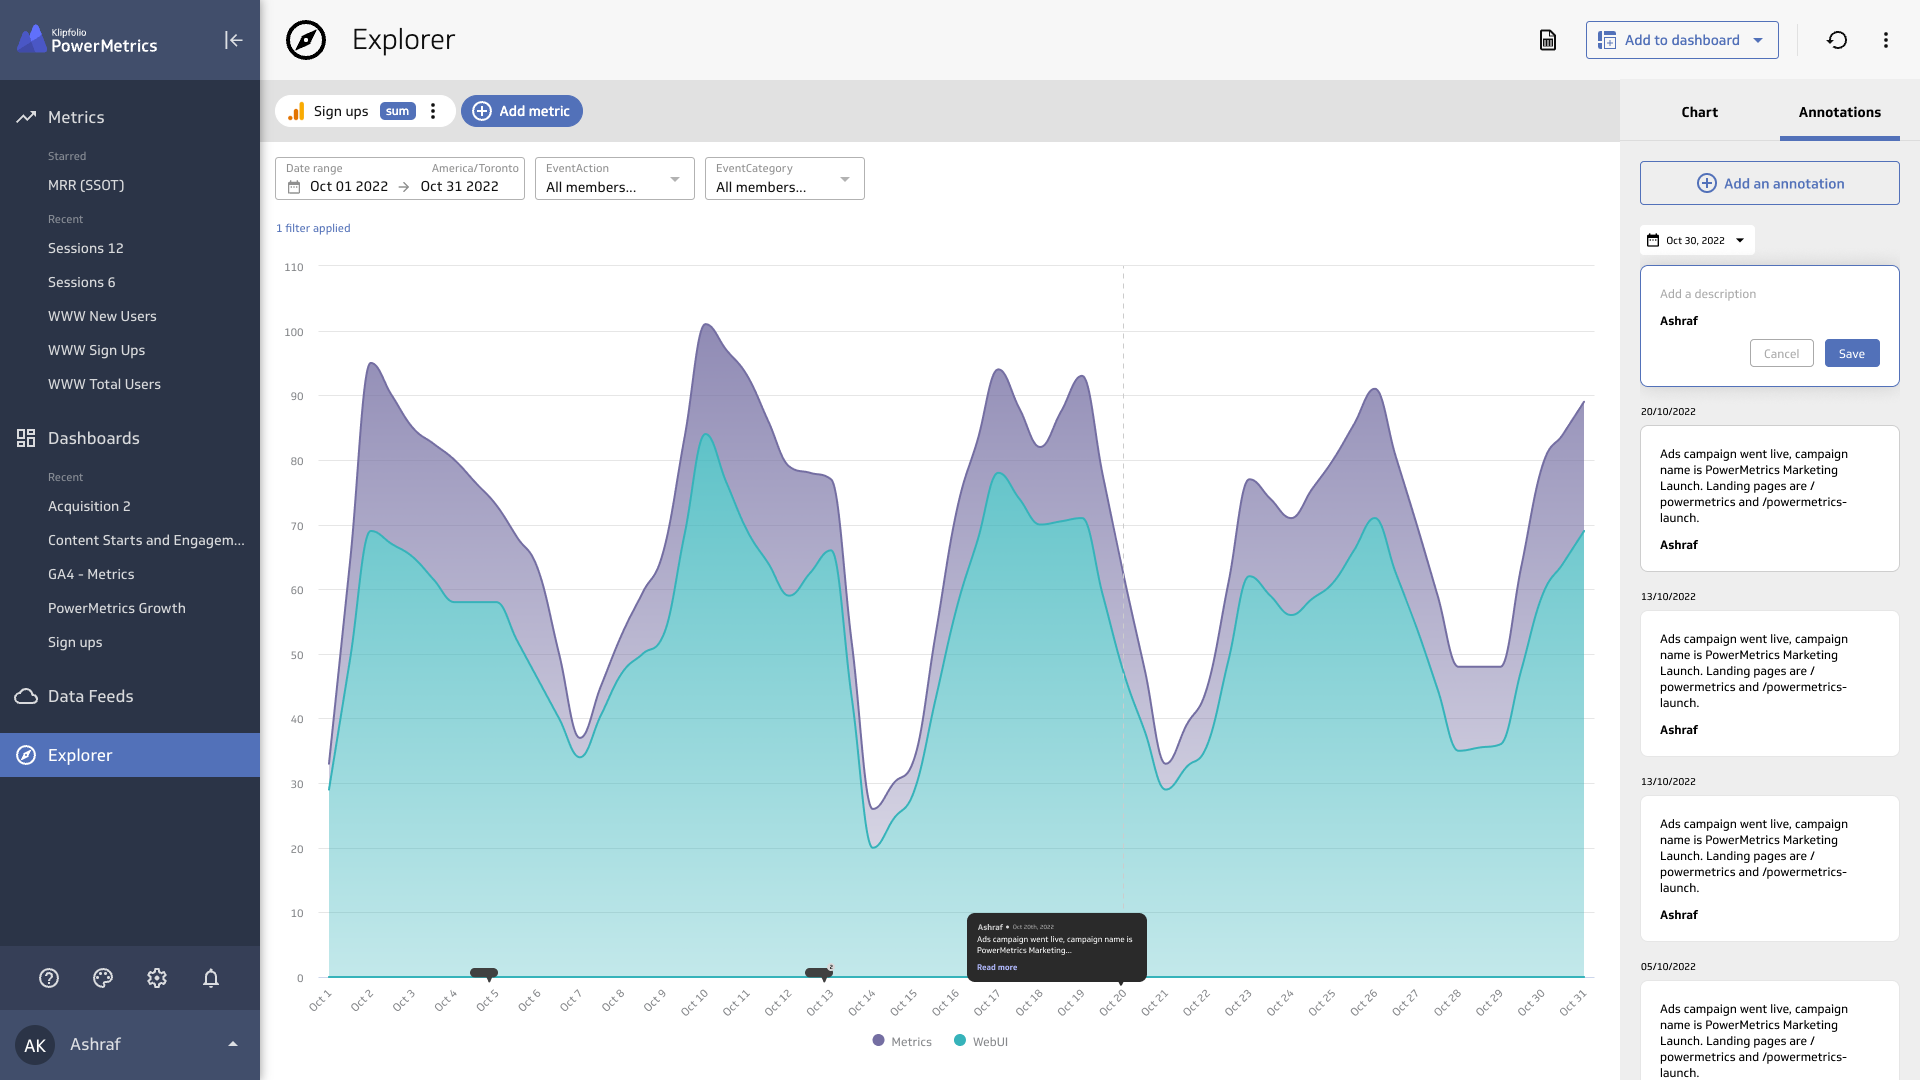 Klipfolio
PowerMetrics
Metrics
Starred
MRR (SSOT)
Recent
Sessions 12
Sessions 6
WWW New Users
WWW Sign Ups
WWW Total Users
Dashboards
Recent
Acquisition 2
Content Starts and Engagem...
GA4 - Metrics
PowerMetrics Growth
Sign ups
Data Feeds
Explorer
AK
Ashraf
Explorer
Add to dashboard
Sign ups sum
Add metric
Date range America/Toronto
Oct 01 2022 → Oct 31 2022
EventAction
All members...
EventCategory
All members...
1 filter applied
110
100
90
80
70
60
50
40
30
20
10
0
Oct 1
Oct 2
Oct 3
Oct 4
Oct 5
Oct 6
Oct 7
Oct 8
Oct 9
Oct 10
Oct 11
Oct 12
Oct 13
Oct 14
Oct 15
Oct 16
Oct 17
Oct 18
Oct 19
Oct 20
Oct 21
Oct 22
Oct 23
Oct 24
Oct 25
Oct 26
Oct 27
Oct 28
Oct 29
Oct 30
Oct 31
2
Ashraf • Oct 20th, 2022
Ads campaign went live, campaign name is
PowerMetrics Marketing...
Read more
Metrics
WebUI
Chart
Annotations
Add an annotation
Oct 30, 2022
Add a description
Ashraf
Cancel
Save
20/10/2022
Ads campaign went live, campaign
name is PowerMetrics Marketing
Launch. Landing pages are /
powermetrics and /powermetrics-
launch.
Ashraf
13/10/2022
Ads campaign went live, campaign
name is PowerMetrics Marketing
Launch. Landing pages are /
powermetrics and /powermetrics-
launch.
Ashraf
13/10/2022
Ads campaign went live, campaign
name is PowerMetrics Marketing
Launch. Landing pages are /
powermetrics and /powermetrics-
launch.
Ashraf
05/10/2022
Ads campaign went live, campaign
name is PowerMetrics Marketing
Launch. Landing pages are /
powermetrics and /powermetrics-
launch.